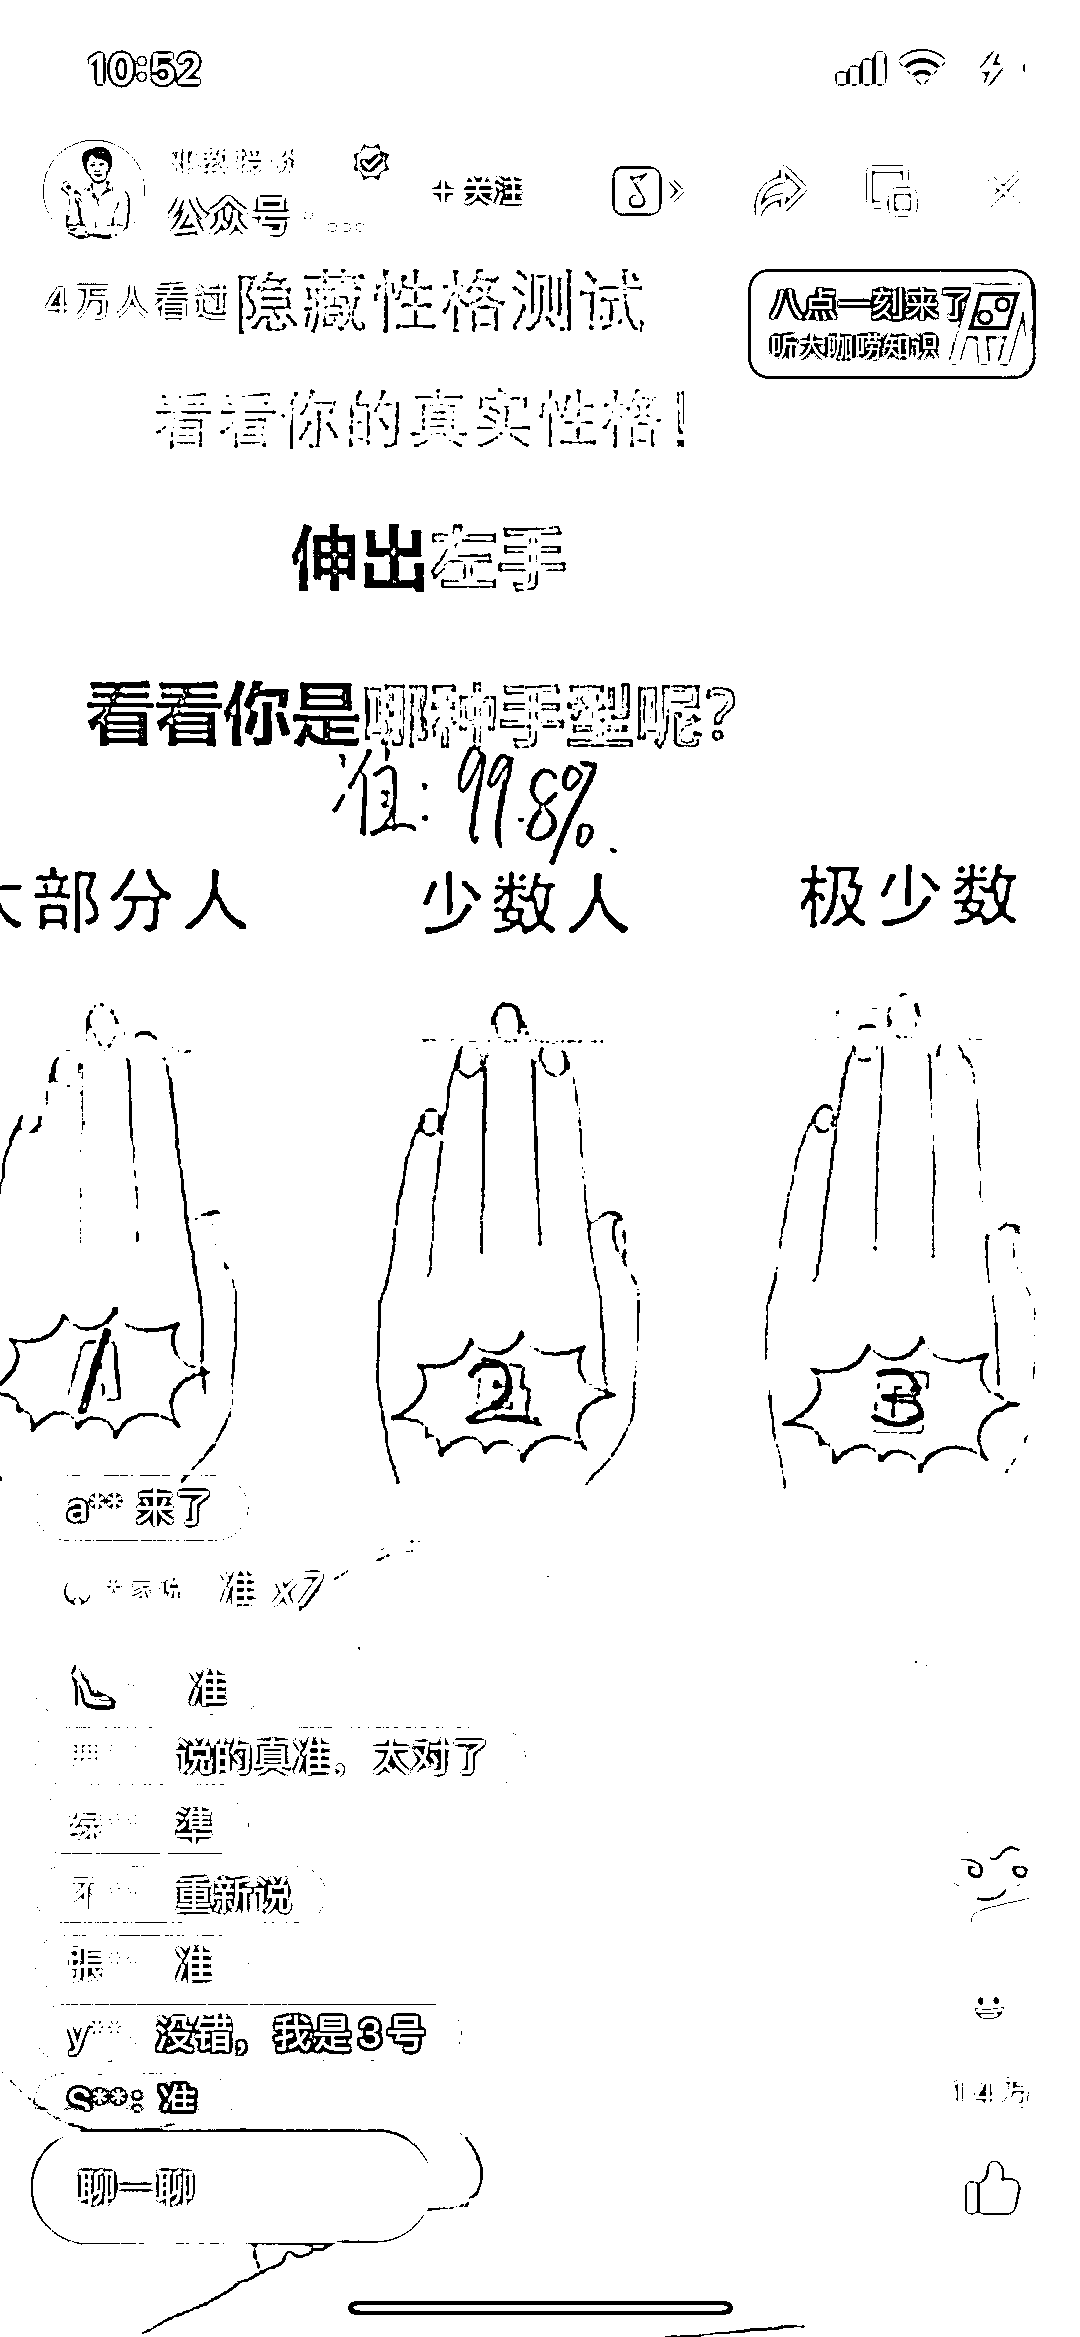 10:52
公众号
+ 关注
4万人看过
隐藏性格测试
八点一刻来了
听大咖唠知识
看看你的真实性格！
伸出左手
看看你是哪种手型呢？
准：99.8%.
大部分人 少数人 极少数
1 2 3
a** 来了
准 x7
准
说的真准，太对了
绿** 準
重新说
張** 准
y** 没错，我是3号
S**：准
14万
聊一聊